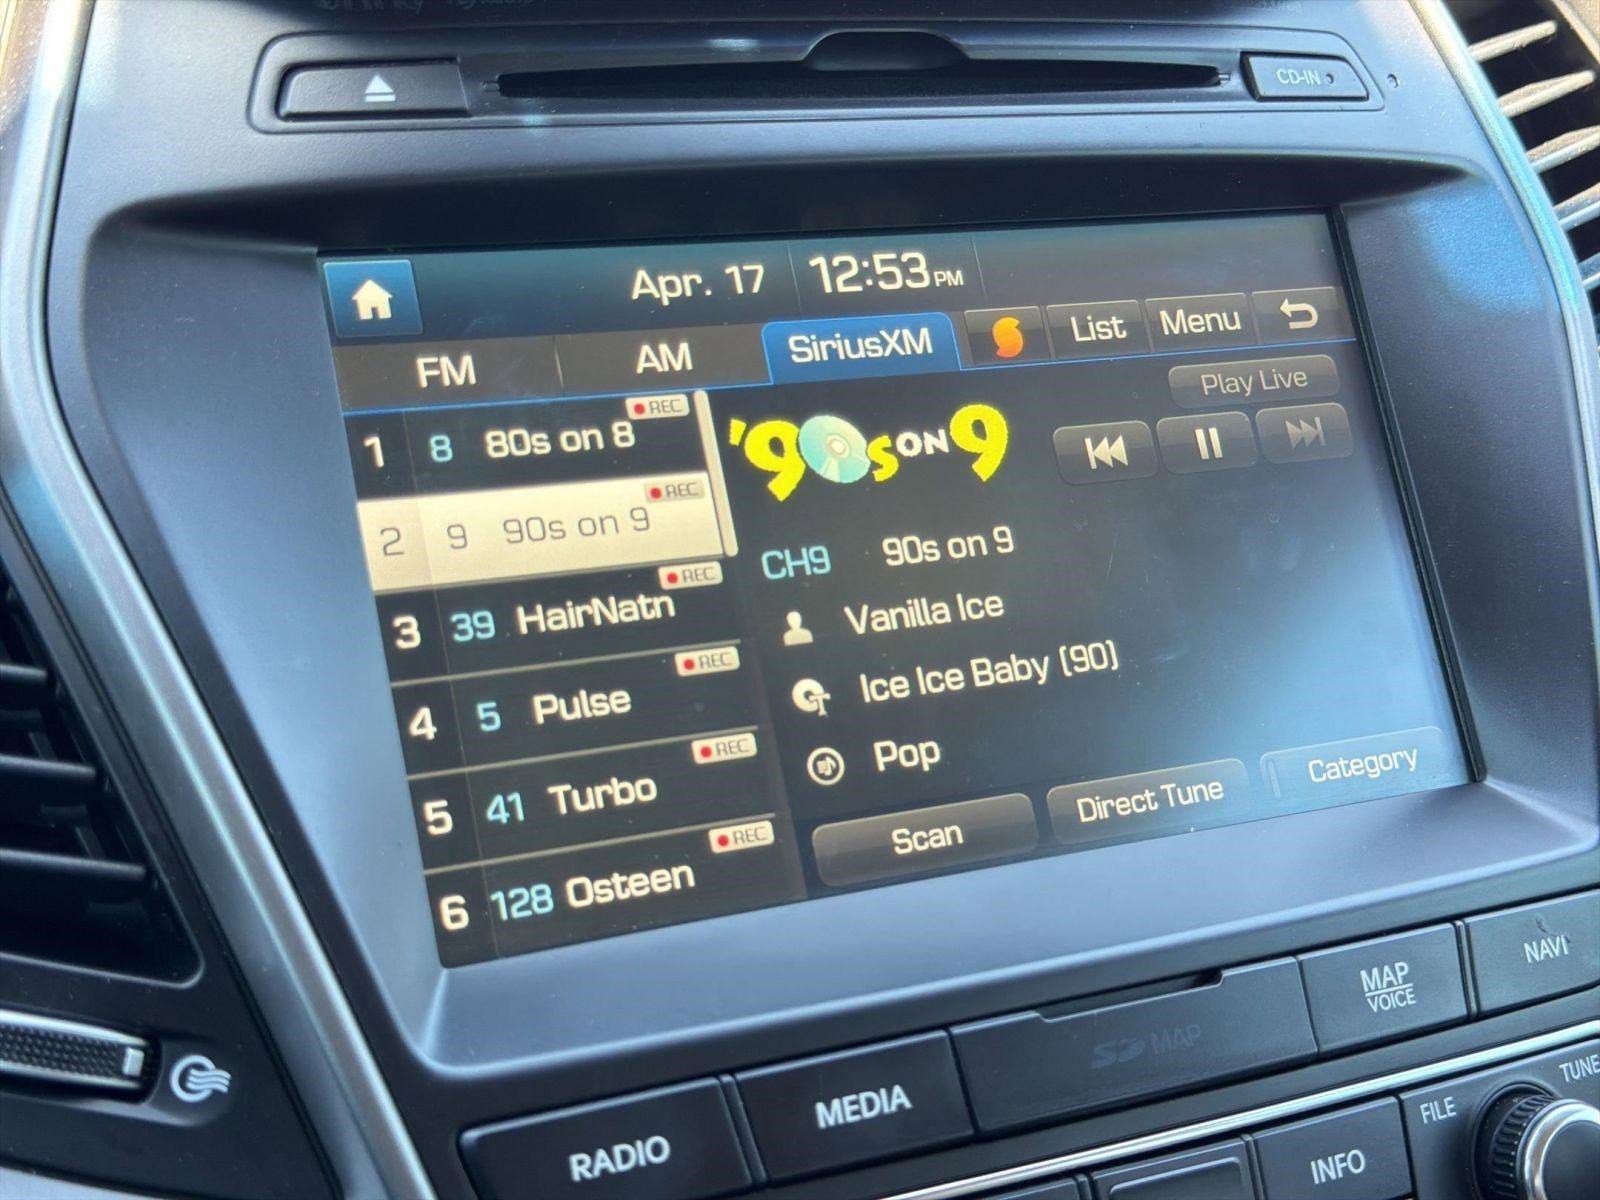 CD-IN
Apr. 17 12:53 PM
FM AM SiriusXM List Menu
Play Live
REC
1 8 80s on 8
'90s ON 9
REC
2 9 90s on 9
CH9 90s on 9
REC
3 39 HairNatn
Vanilla Ice
REC
4 5 Pulse
Ice Ice Baby (90)
REC
5 41 Turbo
Pop
REC
6 128 Osteen
Scan Direct Tune Category
NAVI
MAP
VOICE
SD MAP
MEDIA
RADIO
TUNE
FILE
INFO